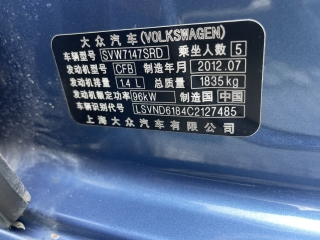 大众汽车(VOLKSWAGEN)
车辆型号 SVW7147SRD 乘坐人数 5
发动机型号 CFB 制造年月 2012.07
发动机排量 1.4 L 总质量 1835 kg
发动机额定功率 96kW 制造国 中国
车辆识别代号 LSVND6184C2127485
上海大众汽车有限公司